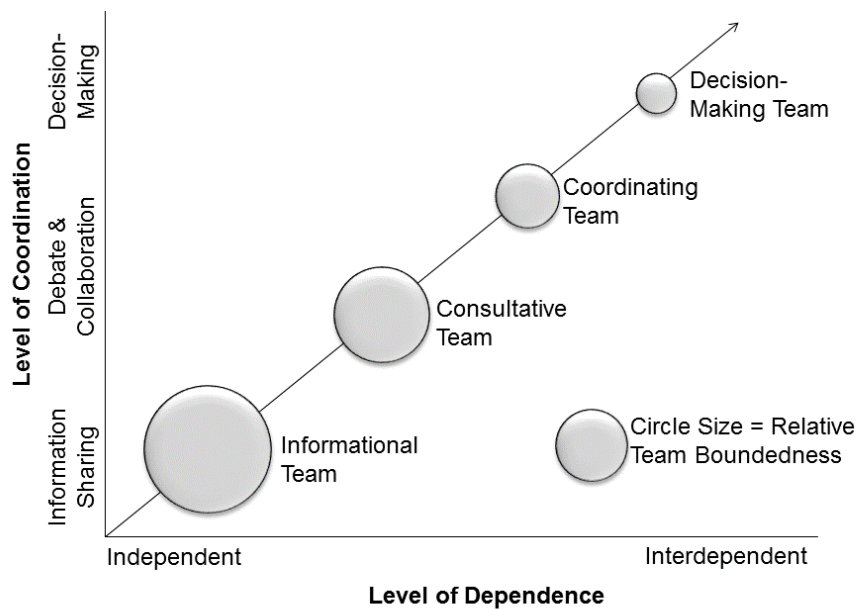 Decision-
Making
Debate &
Collaboration
Information
Sharing
Level of Coordination
Decision-
Making Team
Coordinating
Team
Consultative
Team
Informational
Team
Circle Size = Relative
Team Boundedness
Independent
Interdependent
Level of Dependence